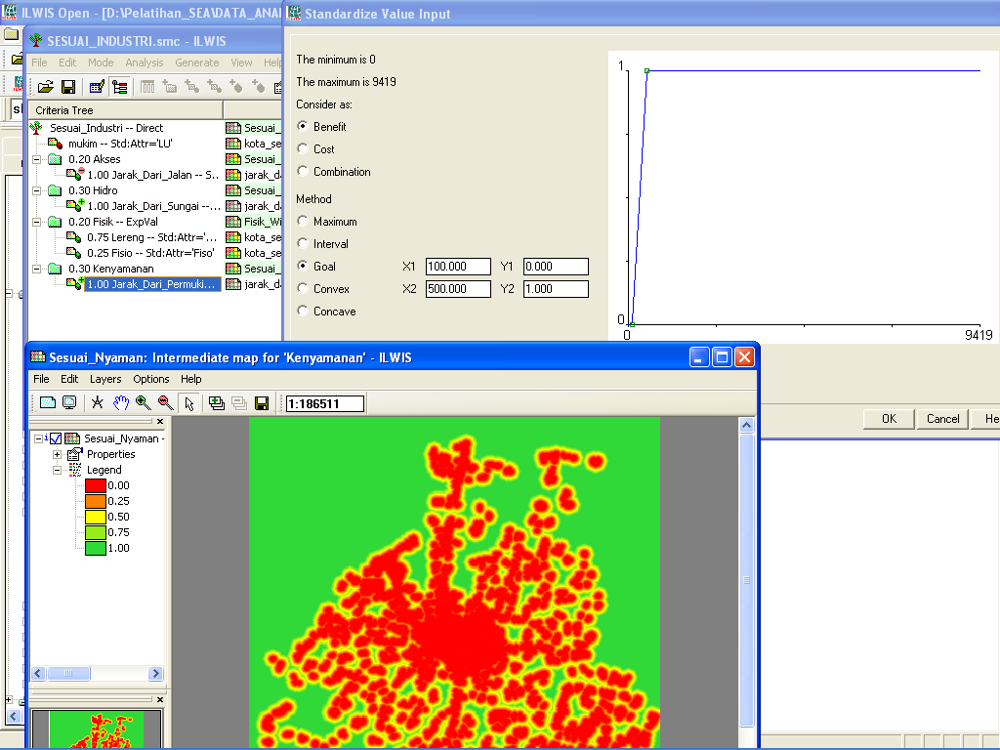 ILWIS Open - [D:\Pelatihan_SEA\DATA_ANA
SESUAI_INDUSTRI.smc - ILWIS
File Edit Mode Analysis Generate View Help
Criteria Tree
Sesuai_Industri -- Direct Sesuai_
mukim -- Std:Attr='LU' kota_se
0.20 Akses Sesuai_
1.00 Jarak_Dari_Jalan -- S... jarak_da
0.30 Hidro Sesuai_
1.00 Jarak_Dari_Sungai --... jarak_da
0.20 Fisik -- ExpVal Fisik_Wi
0.75 Lereng -- Std:Attr='... kota_se
0.25 Fisio -- Std:Attr='Fiso' kota_se
0.30 Kenyamanan Sesuai_
1.00 Jarak_Dari_Permuki... jarak_da
Standardize Value Input
The minimum is 0
The maximum is 9419
Consider as:
Benefit
Cost
Combination
Method
Maximum
Interval
Goal X1 100.000 Y1 0.000
Convex X2 500.000 Y2 1.000
Concave
1
0
0 9419
OK Cancel He
Sesuai_Nyaman: Intermediate map for 'Kenyamanan' - ILWIS
File Edit Layers Options Help
1:186511
Sesuai_Nyaman -
Properties
Legend
0.00
0.25
0.50
0.75
1.00